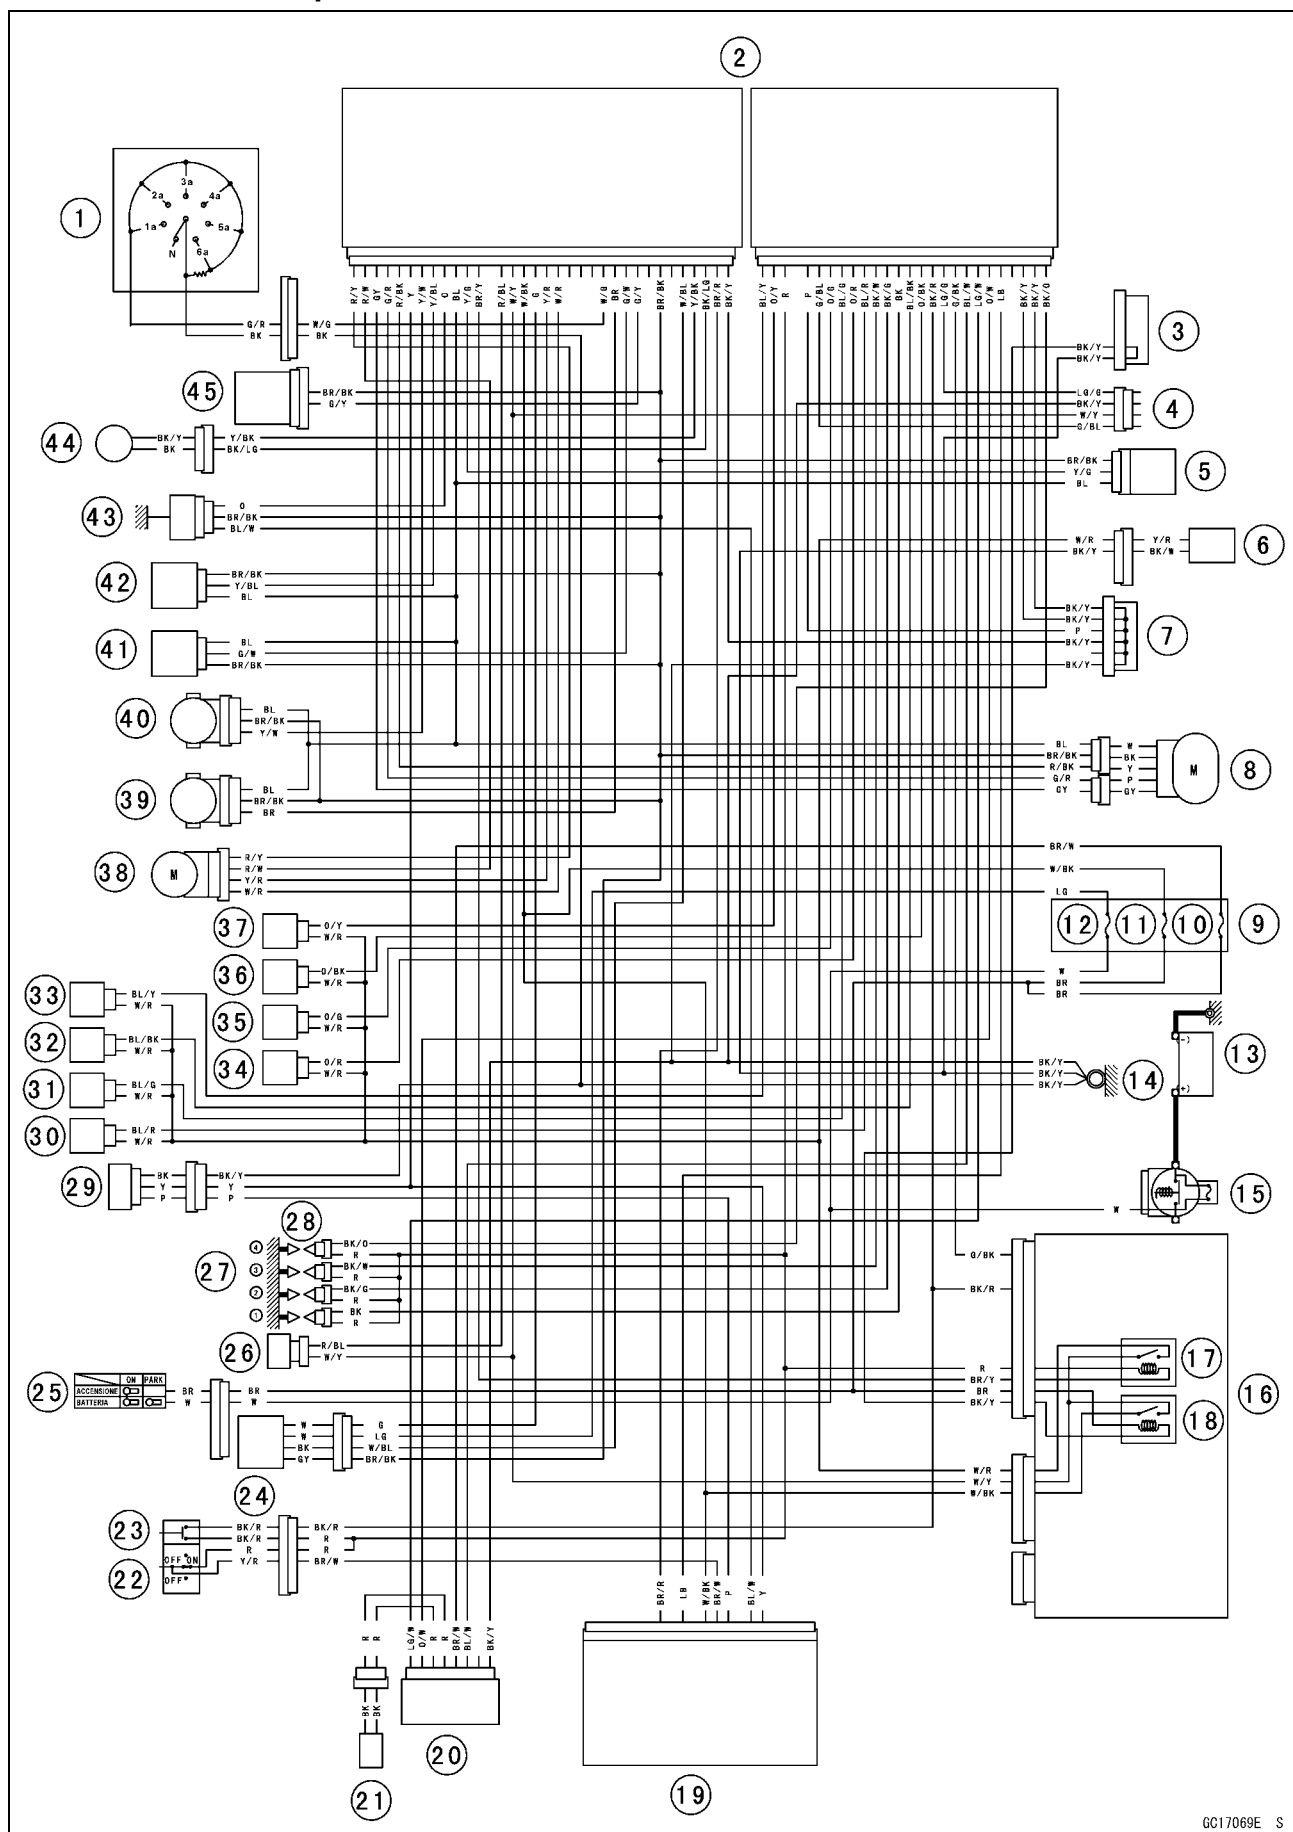 2
3a
2a
4a
1
1a
5a
N
6a
R/Y
R/W
GY
G/R
R/BK
Y
Y/W
Y/BL
O
BL
Y/G
BR/Y
R/BL
W/Y
W/BK
G
Y/R
W/R
W/G
BR
G/W
G/Y
BR/BK
W/BL
Y/BK
BK/LG
BR/R
BK/Y
BL/Y
O/Y
R
P
G/BL
O/G
BL/G
O/R
BL/R
BK/W
BK/G
BK
BL/BK
O/BK
BK/R
LG/G
G/BK
BL/W
LG/W
O/W
LB
BK/Y
BK/Y
BK/O
G/R W/G
BK BK
BK/Y
BK/Y
3
45
BR/BK
G/Y
LG/G
BK/Y
W/Y
G/BL
4
44
BK/Y Y/BK
BK BK/LG
BR/BK
Y/G
BL
5
43
O
BR/BK
BL/W
W/R Y/R
BK/Y BK/W
6
42
BR/BK
Y/BL
BL
BK/Y
BK/Y
P
BK/Y
BK/Y
7
41
BL
G/W
BR/BK
40
BL
BR/BK
Y/W
BL W
BR/BK BK
R/BK Y
G/R P
GY GY
M
8
39
BL
BR/BK
BR
38
M
R/Y
R/W
Y/R
W/R
BR/W
W/BK
LG
12 11 10 9
W
BR
BR
37
O/Y
W/R
36
O/BK
W/R
33
BL/Y
W/R
35
O/G
W/R
32
BL/BK
W/R
34
O/R
W/R
31
BL/G
W/R
30
BL/R
W/R
(-)
13
(+)
BK/Y
BK/Y
BK/Y
14
29
BK BK/Y
Y Y
P P
W
15
28
27
4
BK/O
R
3
BK/W
R
2
BK/G
R
1
BK
R
G/BK
BK/R
26
R/BL
W/Y
R
BR/Y
BR
BK/Y
17
16
18
25
ON PARK
ACCENSIONE
BATTERIA
BR BR
W W
W G
W LG
BK W/BL
GY BR/BK
24
W/R
W/Y
W/BK
23
BK/R BK/R
BK/R R
R R
Y/R BR/W
22
OFF ON
OFF
R
R
LG/W
O/W
R
R
BR/W
BL/W
BK/Y
BR/R
LB
W/BK
BR/W
P
BL/W
Y
BK
BK
20
21
19
GC17069E S